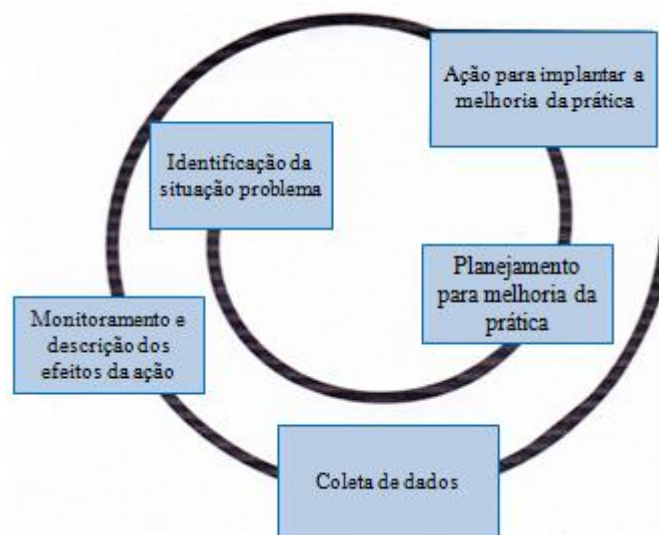 Ação para implantar a
melhoria da prática
Identificação da
situação problema
Planejamento
para melhoria da
prática
Monitoramento e
descrição dos
efeitos da ação
Coleta de dados